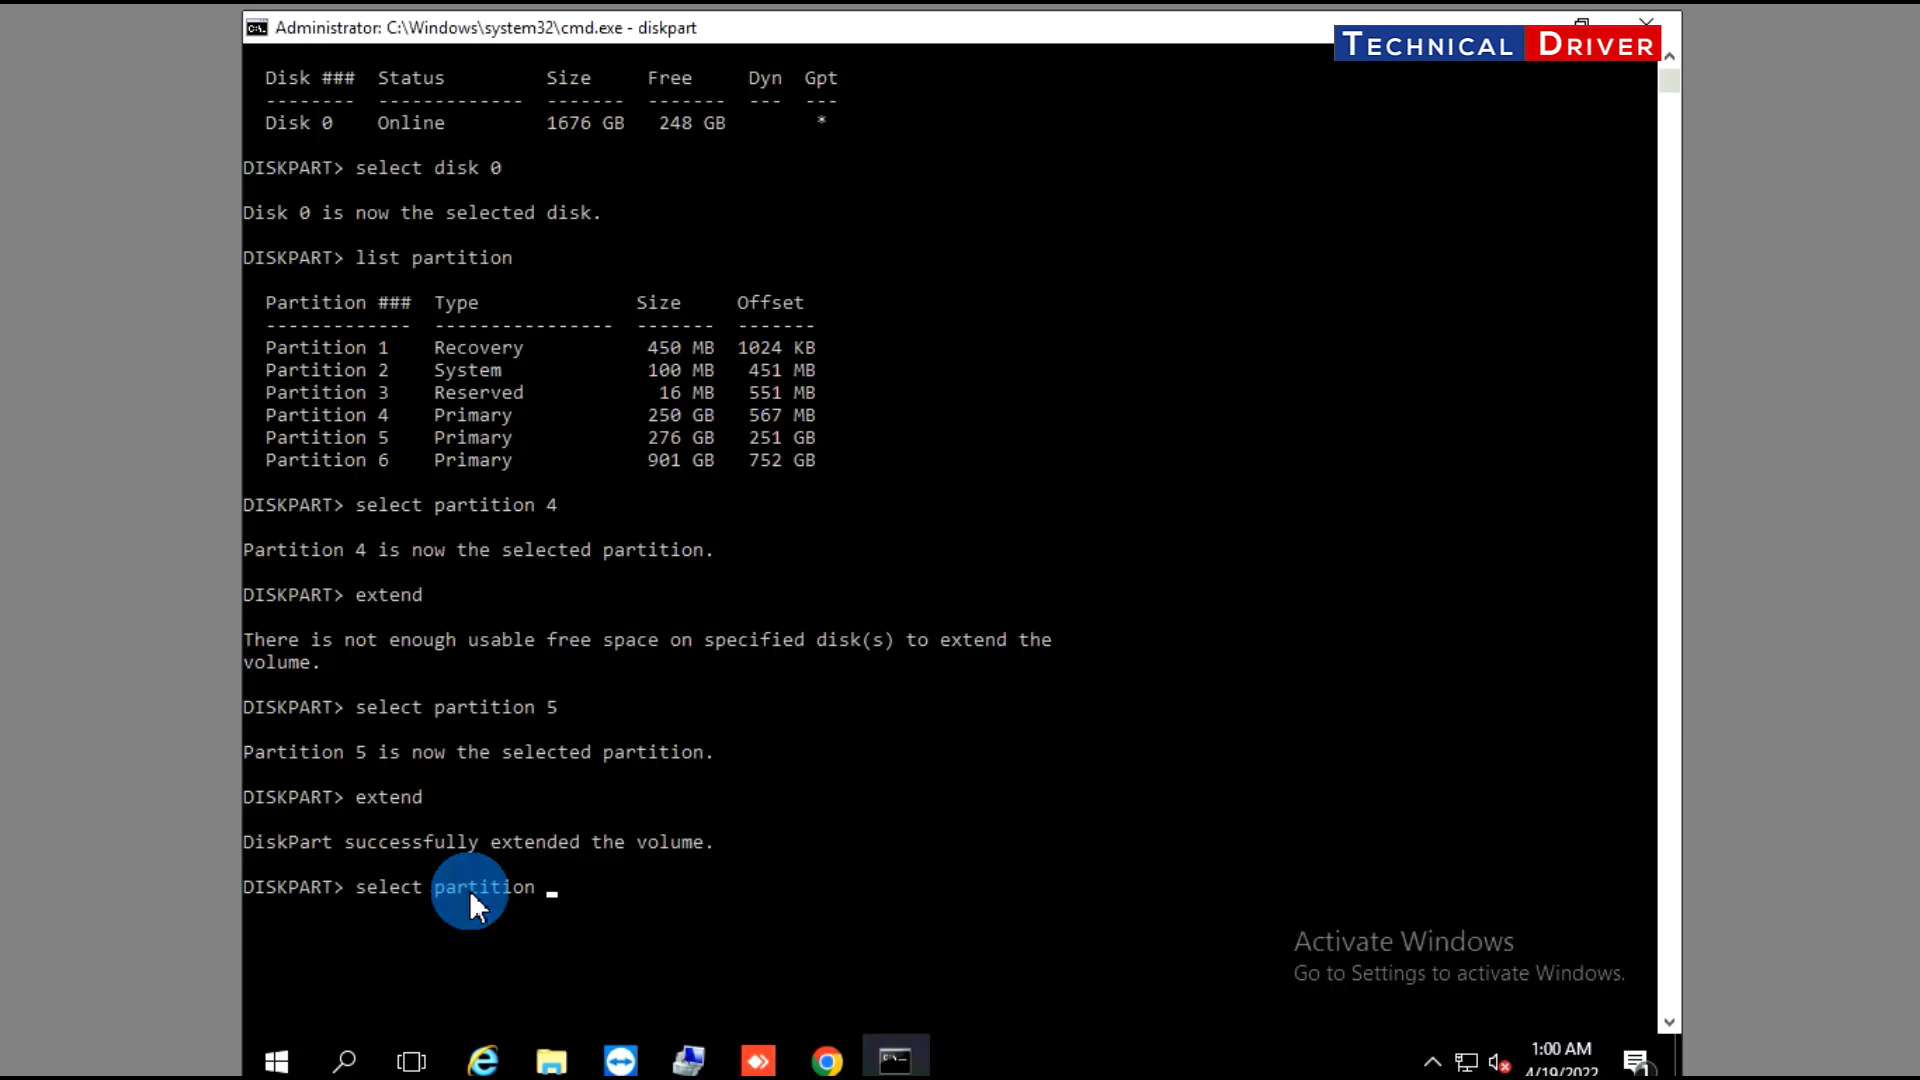 Administrator: C:\Windows\system32\cmd.exe - diskpart
TECHNICAL DRIVER
Disk ###  Status         Size     Free     Dyn  Gpt
--------  -------------  -------  -------  ---  ---
Disk 0    Online         1676 GB   248 GB        *
DISKPART> select disk 0
Disk 0 is now the selected disk.
DISKPART> list partition
Partition ###  Type              Size     Offset
-------------  ----------------  -------  -------
Partition 1    Recovery           450 MB  1024 KB
Partition 2    System             100 MB   451 MB
Partition 3    Reserved            16 MB   551 MB
Partition 4    Primary            250 GB   567 MB
Partition 5    Primary            276 GB   251 GB
Partition 6    Primary            901 GB   752 GB
DISKPART> select partition 4
Partition 4 is now the selected partition.
DISKPART> extend
There is not enough usable free space on specified disk(s) to extend the
volume.
DISKPART> select partition 5
Partition 5 is now the selected partition.
DISKPART> extend
DiskPart successfully extended the volume.
DISKPART> select partition _
Activate Windows
Go to Settings to activate Windows.
1:00 AM
4/19/2022
1